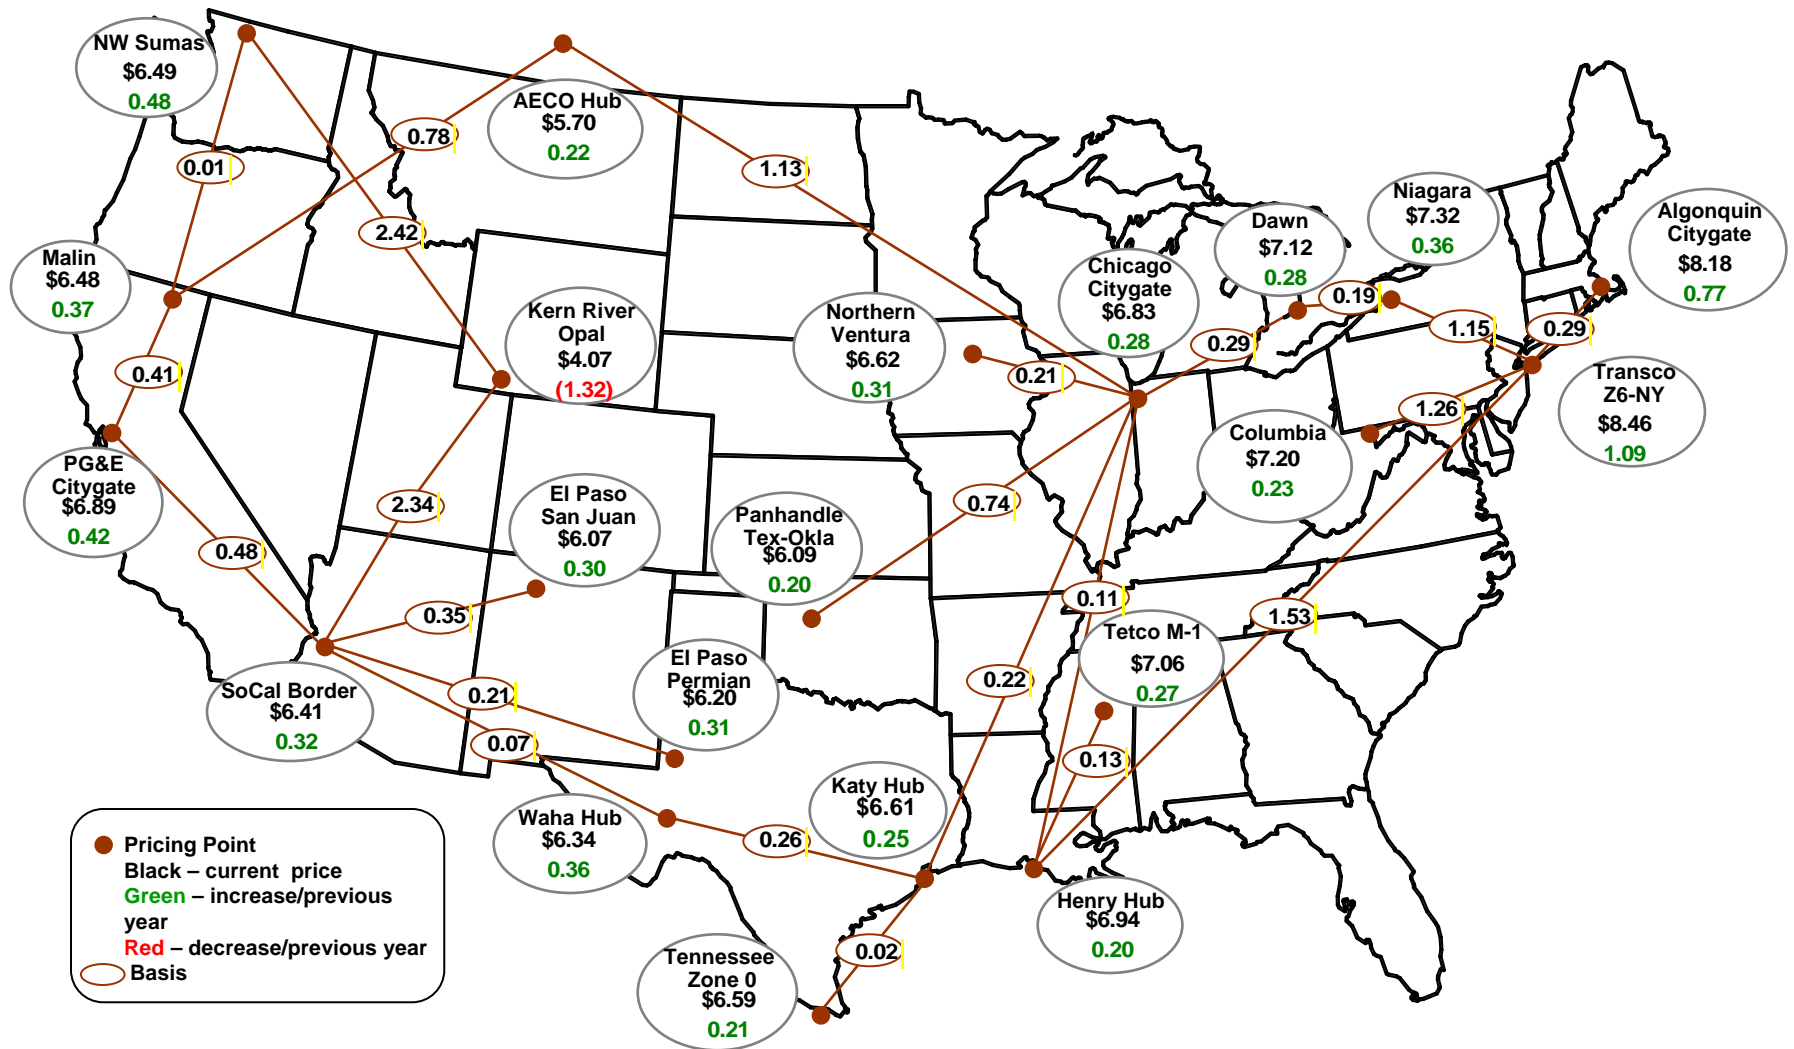 NW Sumas
$6.49
0.48
AECO Hub
$5.70
0.22
0.78
0.01
1.13
2.42
Malin
$6.48
0.37
Kern River
Opal
$4.07
(1.32)
Northern
Ventura
$6.62
0.31
Chicago
Citygate
$6.83
0.28
Dawn
$7.12
0.28
Niagara
$7.32
0.36
Algonquin
Citygate
$8.18
0.77
0.19
1.15
0.29
0.29
0.21
0.41
Transco
Z6-NY
$8.46
1.09
1.26
Columbia
$7.20
0.23
PG&E
Citygate
$6.89
0.42
2.34
El Paso
San Juan
$6.07
0.30
Panhandle
Tex-Okla
$6.09
0.20
0.74
0.48
0.35
0.11
1.53
Tetco M-1
$7.06
0.27
El Paso
Permian
$6.20
0.31
0.22
0.21
SoCal Border
$6.41
0.32
0.07
0.13
Waha Hub
$6.34
0.36
0.26
Katy Hub
$6.61
0.25
Henry Hub
$6.94
0.20
0.02
Tennessee
Zone 0
$6.59
0.21
Pricing Point
Black – current price
Green – increase/previous
year
Red – decrease/previous year
Basis